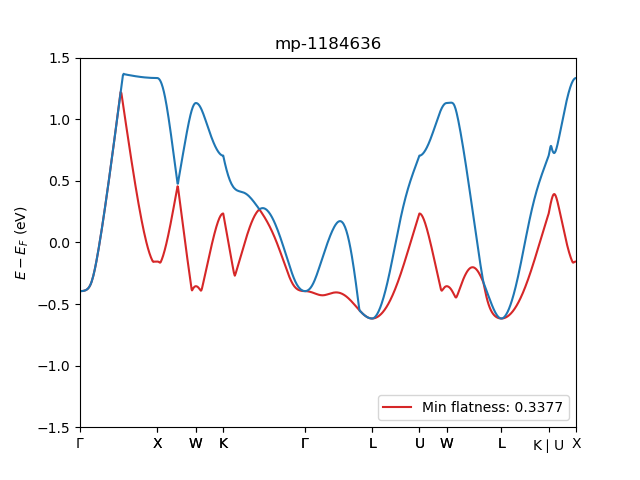 mp-1184636
E − E_F (eV)
1.5
1.0
0.5
0.0
−0.5
−1.0
−1.5
Min flatness: 0.3377
Γ X W K Γ L U W L K | U X